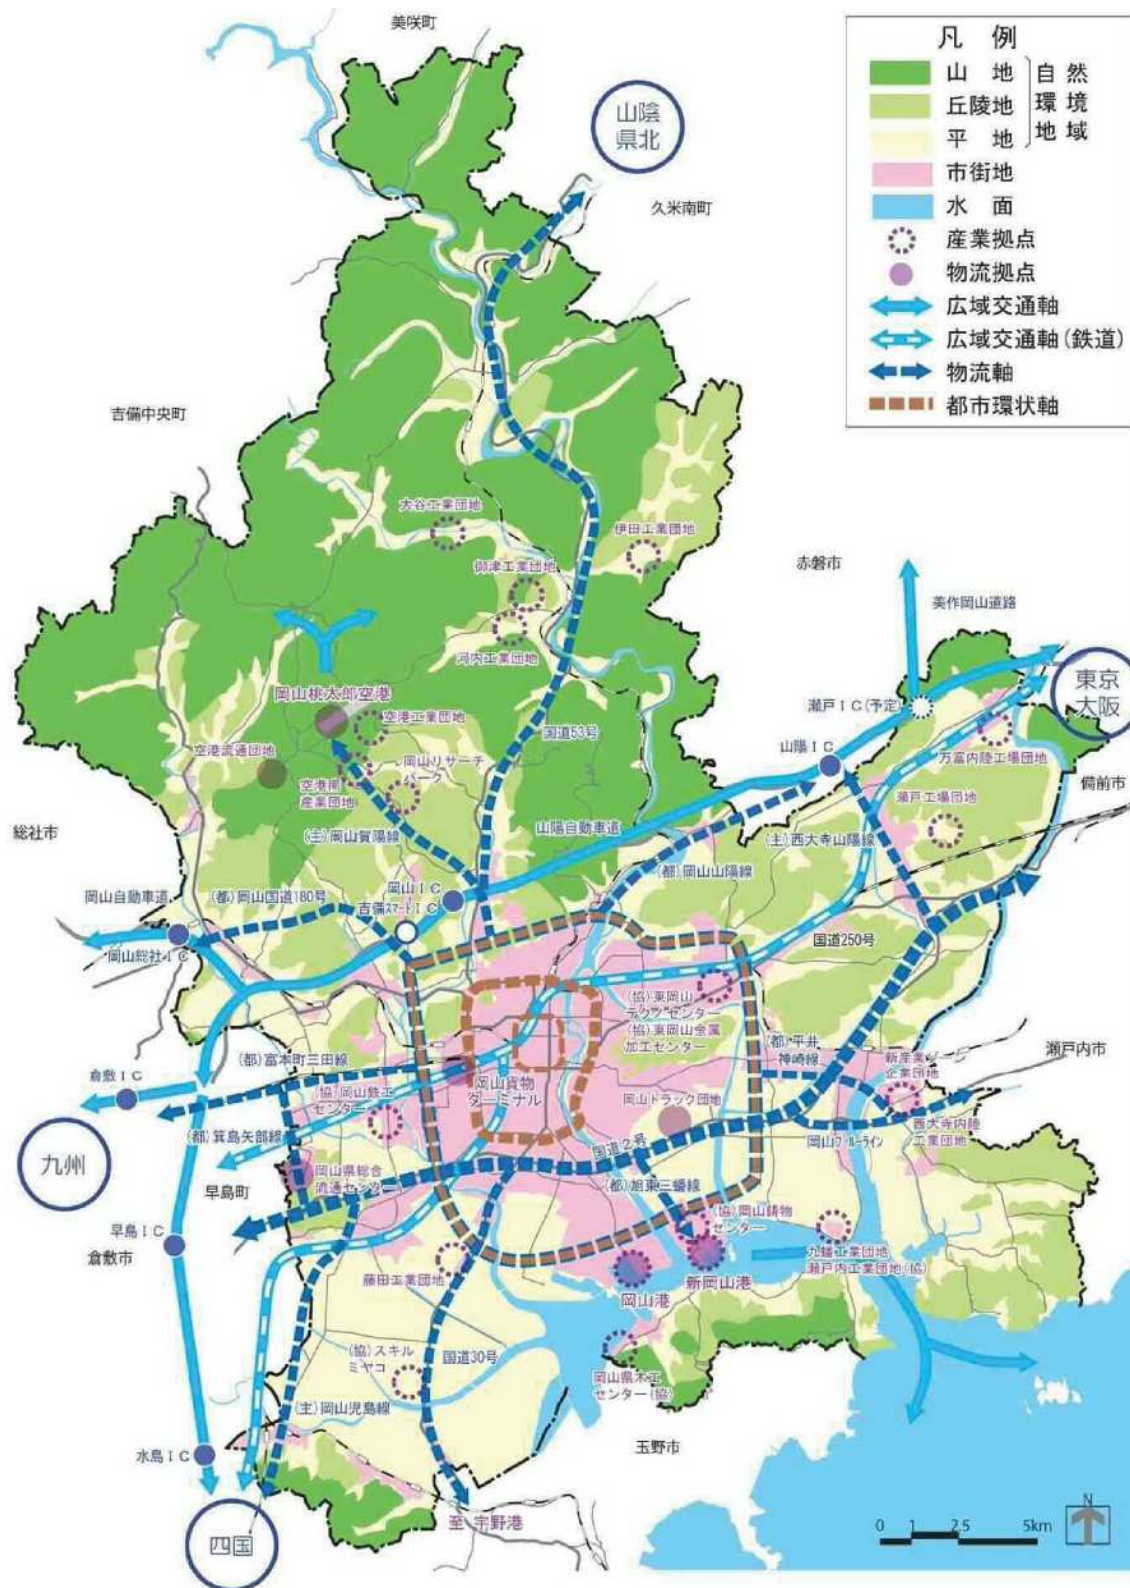 美咲町
凡 例
山 地
丘陵地
平 地
自 然
環 境
地 域
市街地
水 面
産業拠点
物流拠点
広域交通軸
広域交通軸(鉄道)
物流軸
都市環状軸
山陰
県北
久米南町
吉備中央町
大谷工業団地
伊田工業団地
御津工業団地
河内工業団地
赤磐市
美作岡山道路
東京
大阪
瀬戸IC(予定)
岡山桃太郎空港
空港工業団地
国道53号
山陽IC
万富内陸工場団地
空港流通団地
岡山リサーチ
パーク
空港南
産業団地
備前市
瀬戸工場団地
総社市
(主)岡山賀陽線
山陽自動車道
(主)西大寺山陽線
(都)岡山山陽線
岡山自動車道
(都)岡山国道180号
岡山IC
吉備スマートIC
岡山総社IC
国道250号
(協)東岡山
テクノセンター
(協)東岡山金属
加工センター
(都)平井
神崎線
瀬戸内市
企業団地
(都)富本町三田線
倉敷IC
(協)岡山鉄工
センター
岡山貨物
ターミナル
岡山トラック団地
西大寺内陸
工業団地
(都)箕島矢部線
九州
国道2号
岡山ブルーライン
早島町
岡山県総合
流通センター
(都)旭東三蟠線
(協)岡山鋳物
センター
早島IC
倉敷市
九蟠工業団地
瀬戸内工業団地(協)
藤田工業団地
新岡山港
岡山港
(協)スキル
ミヤコ
国道30号
岡山県木工
センター(協)
(主)岡山児島線
水島IC
玉野市
四国
至 宇野港
N
0 1 2.5 5km